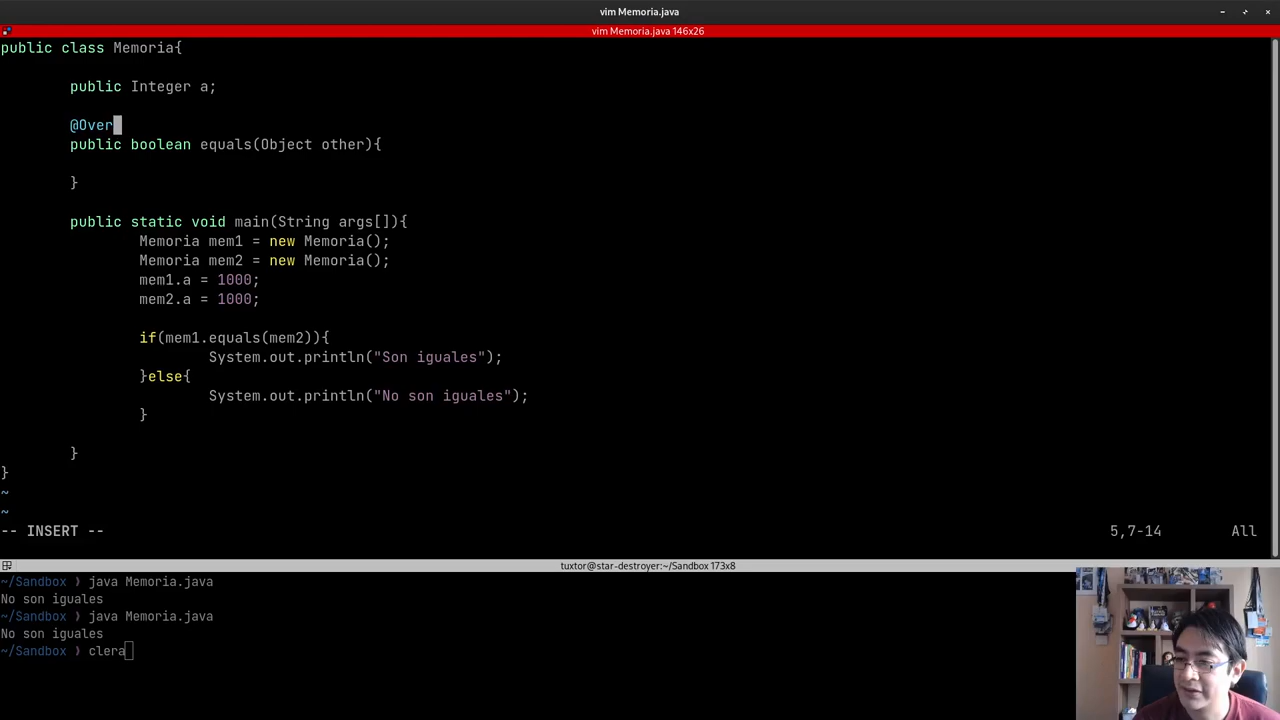 vim Memoria.java
vim Memoria.java 146x26
public class Memoria{
public Integer a;
@Over
public boolean equals(Object other){
}
public static void main(String args[]){
Memoria mem1 = new Memoria();
Memoria mem2 = new Memoria();
mem1.a = 1000;
mem2.a = 1000;
if(mem1.equals(mem2)){
System.out.println("Son iguales");
}else{
System.out.println("No son iguales");
}
}
}
~
~
-- INSERT -- 5,7-14 All
tuxtor@star-destroyer:~/Sandbox 173x8
~/Sandbox ❯ java Memoria.java
No son iguales
~/Sandbox ❯ java Memoria.java
No son iguales
~/Sandbox ❯ clera